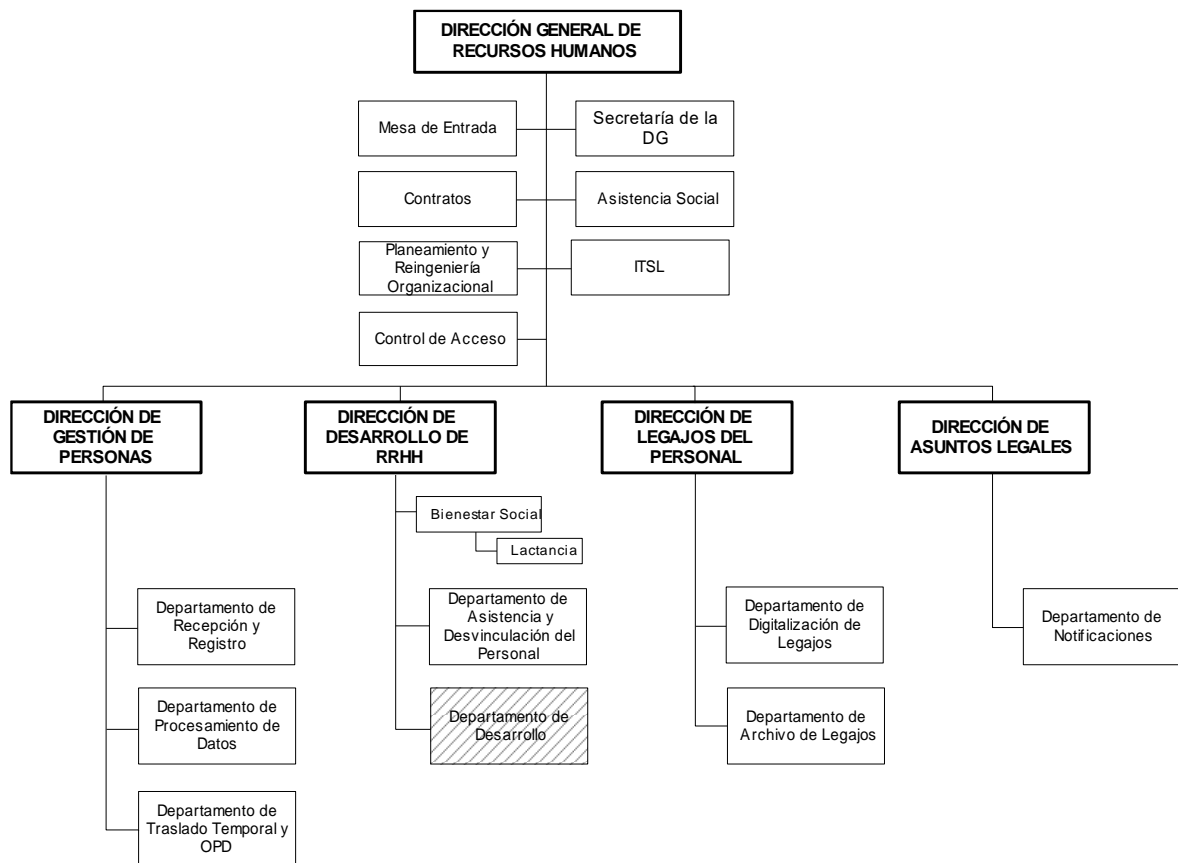 DIRECCIÓN GENERAL DE
RECURSOS HUMANOS
Mesa de Entrada
Secretaría de la
DG
Contratos
Asistencia Social
Planeamiento y
Reingeniería
Organizacional
ITSL
Control de Acceso
DIRECCIÓN DE
GESTIÓN DE
PERSONAS
DIRECCIÓN DE
DESARROLLO DE
RRHH
DIRECCIÓN DE
LEGAJOS DEL
PERSONAL
DIRECCIÓN DE
ASUNTOS LEGALES
Bienestar Social
Lactancia
Departamento de
Recepción y
Registro
Departamento de
Asistencia y
Desvinculación del
Personal
Departamento de
Digitalización de
Legajos
Departamento de
Notificaciones
Departamento de
Procesamiento de
Datos
Departamento de
Desarrollo
Departamento de
Archivo de Legajos
Departamento de
Traslado Temporal y
OPD